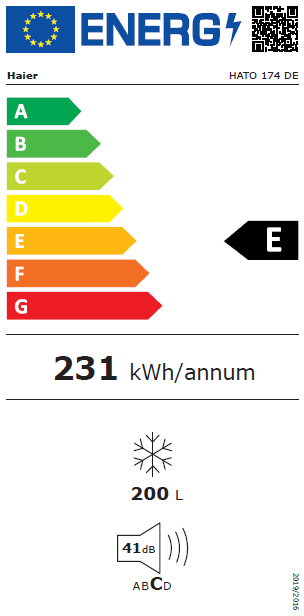 ENERG
Haier HATO 174 DE
A
B
C
D
E
E
F
G
231 kWh/annum
200 L
41dB
ABCD
2019/2016